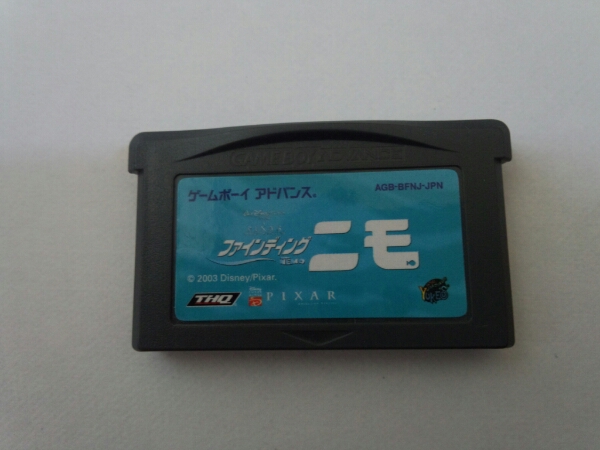 GAME BOY ADVANCE
ゲームボーイ アドバンス.
AGB-BFNJ-JPN
ファインディング ニモ
© 2003 Disney/Pixar.
THQ
PIXAR